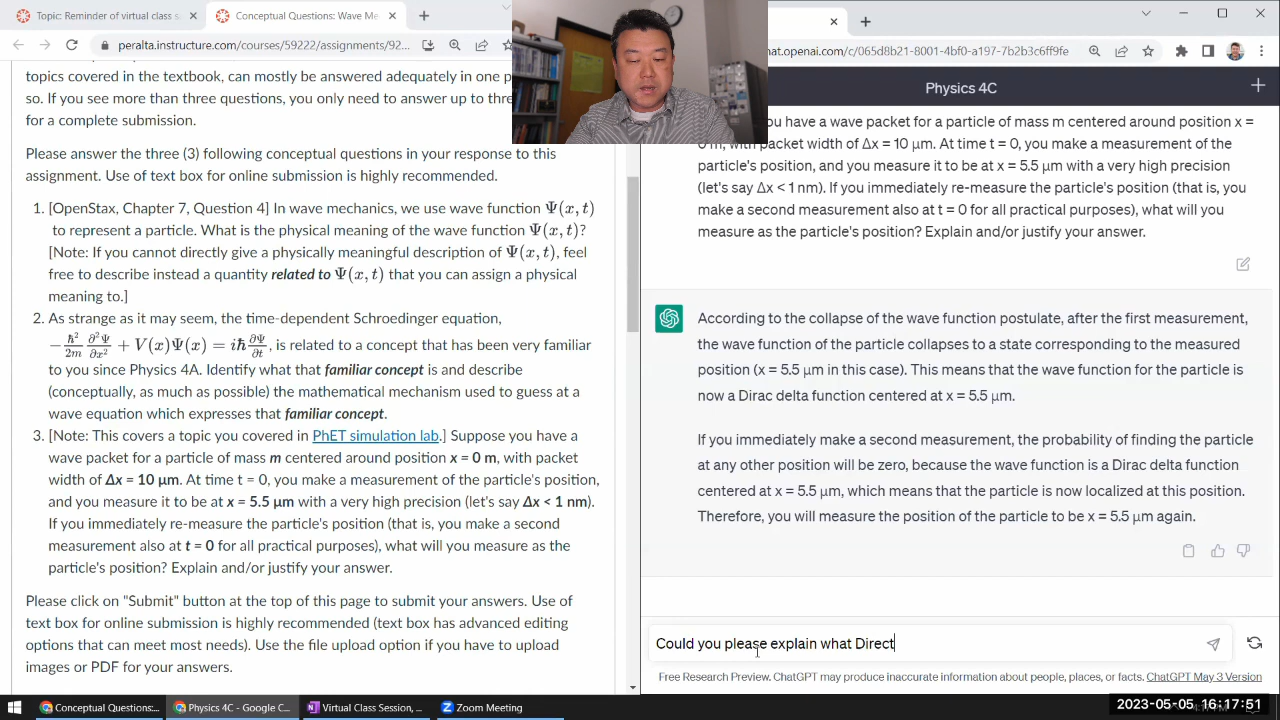 Topic: Reminder of virtual class s
Conceptual Questions: Wave Me
peralta.instructure.com/courses/59222/assignments/92...
topics covered in the textbook, can mostly be answered adequately in one p
so. If you see more than three questions, you only need to answer up to thre
for a complete submission.
Please answer the three (3) following conceptual questions in your response to this
assignment. Use of text box for online submission is highly recommended.
1. [OpenStax, Chapter 7, Question 4] In wave mechanics, we use wave function Ψ(x, t)
to represent a particle. What is the physical meaning of the wave function Ψ(x, t)?
[Note: If you cannot directly give a physically meaningful description of Ψ(x, t), feel
free to describe instead a quantity related to Ψ(x, t) that you can assign a physical
meaning to.]
2. As strange as it may seem, the time-dependent Schroedinger equation,
−ħ²/2m ∂²Ψ/∂x² + V(x)Ψ(x) = iħ ∂Ψ/∂t, is related to a concept that has been very familiar
to you since Physics 4A. Identify what that familiar concept is and describe
(conceptually, as much as possible) the mathematical mechanism used to guess at a
wave equation which expresses that familiar concept.
3. [Note: This covers a topic you covered in PhET simulation lab.] Suppose you have a
wave packet for a particle of mass m centered around position x = 0 m, with packet
width of Δx = 10 μm. At time t = 0, you make a measurement of the particle's position,
and you measure it to be at x = 5.5 μm with a very high precision (let's say Δx < 1 nm).
If you immediately re-measure the particle's position (that is, you make a second
measurement also at t = 0 for all practical purposes), what will you measure as the
particle's position? Explain and/or justify your answer.
Please click on "Submit" button at the top of this page to submit your answers. Use of
text box for online submission is highly recommended (text box has advanced editing
options that can meet most needs). Use the file upload option if you have to upload
images or PDF for your answers.
hat.openai.com/c/065d8b21-8001-4bf0-a197-7b2b3c6ff9fe
Physics 4C
you have a wave packet for a particle of mass m centered around position x =
0 m, with packet width of Δx = 10 μm. At time t = 0, you make a measurement of the
particle's position, and you measure it to be at x = 5.5 μm with a very high precision
(let's say Δx < 1 nm). If you immediately re-measure the particle's position (that is, you
make a second measurement also at t = 0 for all practical purposes), what will you
measure as the particle's position? Explain and/or justify your answer.
According to the collapse of the wave function postulate, after the first measurement,
the wave function of the particle collapses to a state corresponding to the measured
position (x = 5.5 μm in this case). This means that the wave function for the particle is
now a Dirac delta function centered at x = 5.5 μm.
If you immediately make a second measurement, the probability of finding the particle
at any other position will be zero, because the wave function is a Dirac delta function
centered at x = 5.5 μm, which means that the particle is now localized at this position.
Therefore, you will measure the position of the particle to be x = 5.5 μm again.
Could you please explain what Direct
Free Research Preview. ChatGPT may produce inaccurate information about people, places, or facts. ChatGPT May 3 Version
Conceptual Questions:...
Physics 4C - Google C...
Virtual Class Session, ...
Zoom Meeting
2023-05-05 16:17:51